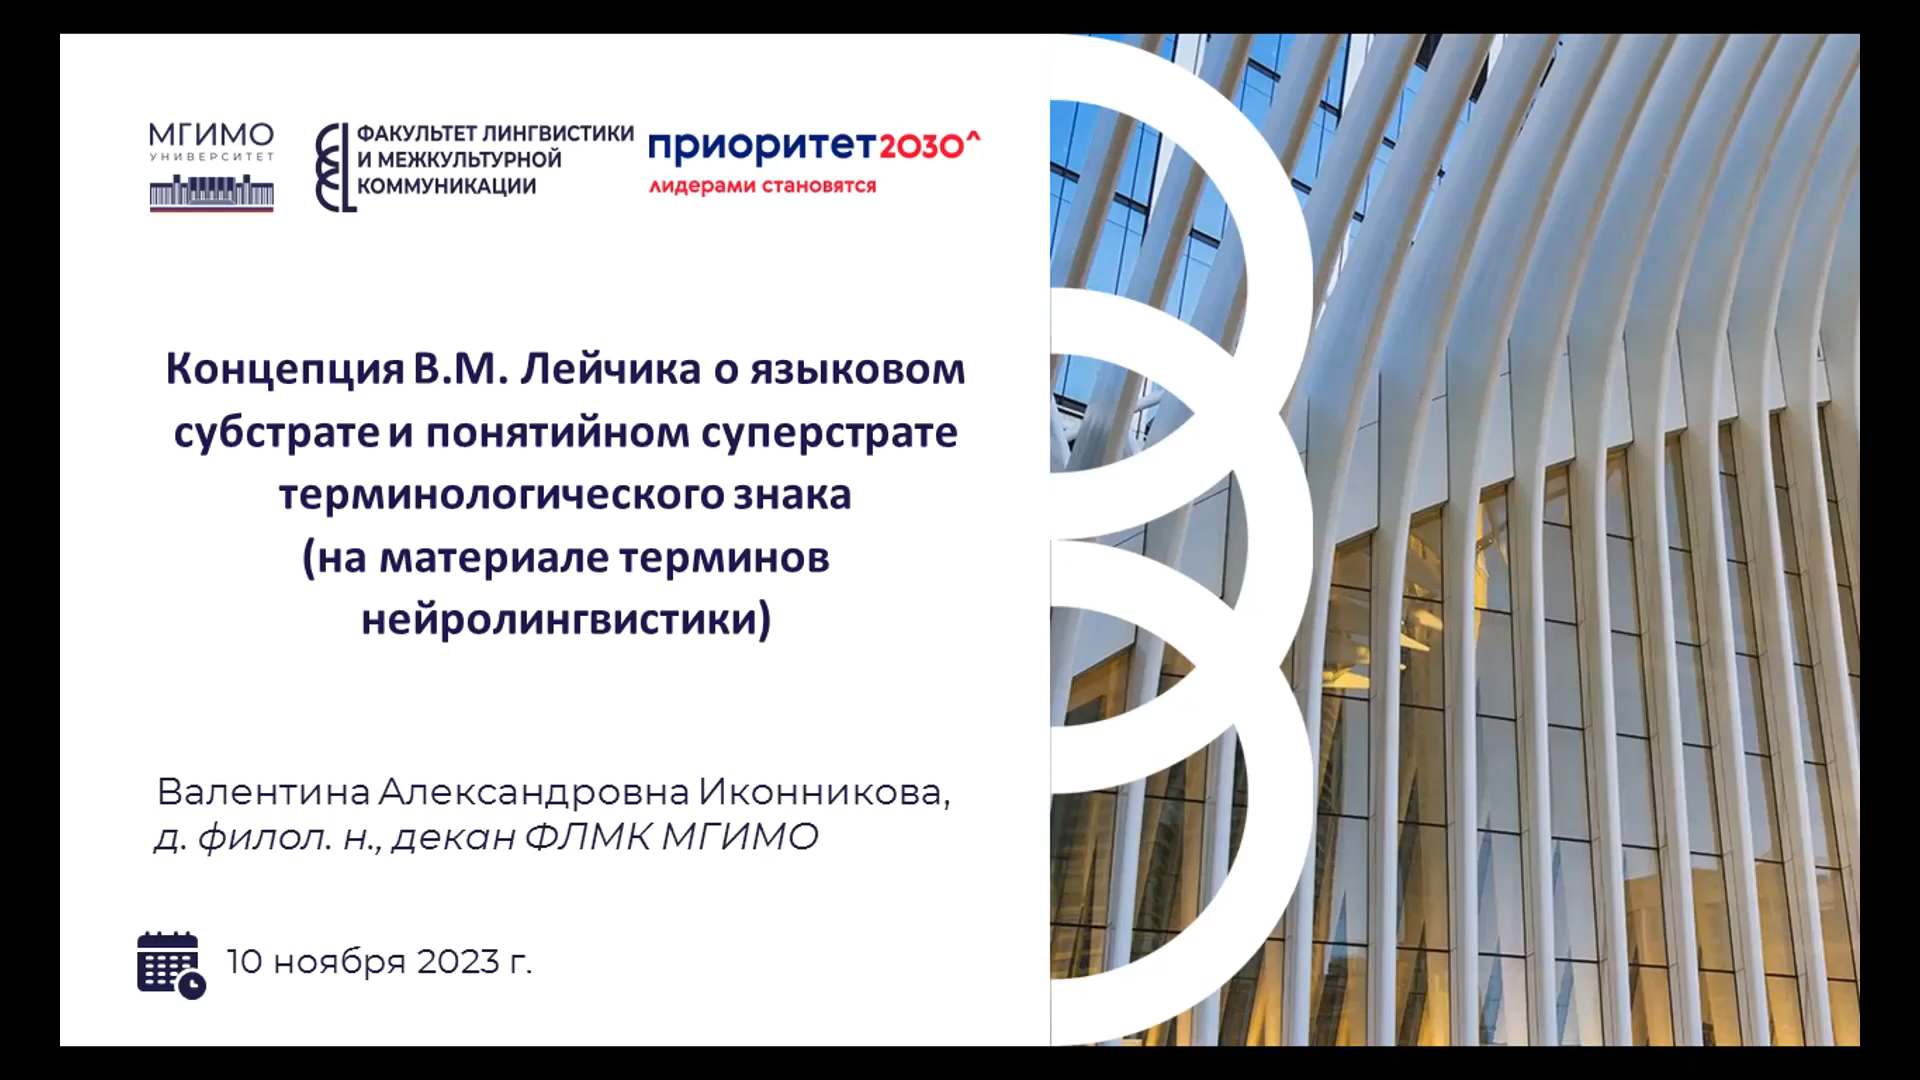 МГИМО
УНИВЕРСИТЕТ
ФАКУЛЬТЕТ ЛИНГВИСТИКИ
И МЕЖКУЛЬТУРНОЙ
КОММУНИКАЦИИ
приоритет2030^
лидерами становятся
Концепция В.М. Лейчика о языковом
субстрате и понятийном суперстрате
терминологического знака
(на материале терминов
нейролингвистики)
Валентина Александровна Иконникова,
д. филол. н., декан ФЛМК МГИМО
10 ноября 2023 г.